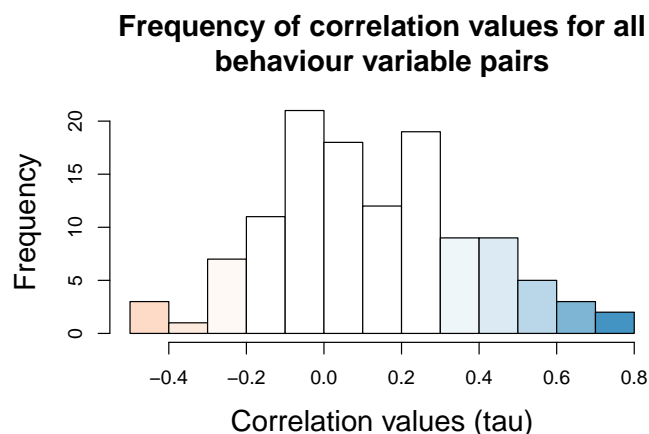 Frequency of correlation values for all
behaviour variable pairs
Frequency
20
15
10
5
0
−0.4 −0.2 0.0 0.2 0.4 0.6 0.8
Correlation values (tau)